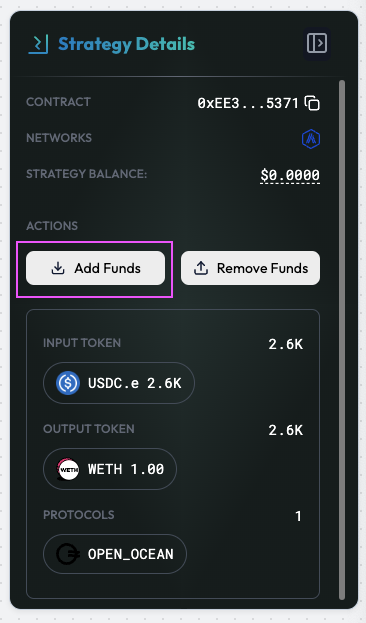 Strategy Details
CONTRACT 0xEE3...5371
NETWORKS
STRATEGY BALANCE: $0.0000
ACTIONS
Add Funds Remove Funds
INPUT TOKEN 2.6K
USDC.e 2.6K
OUTPUT TOKEN 2.6K
WETH WETH 1.00
PROTOCOLS 1
OPEN_OCEAN